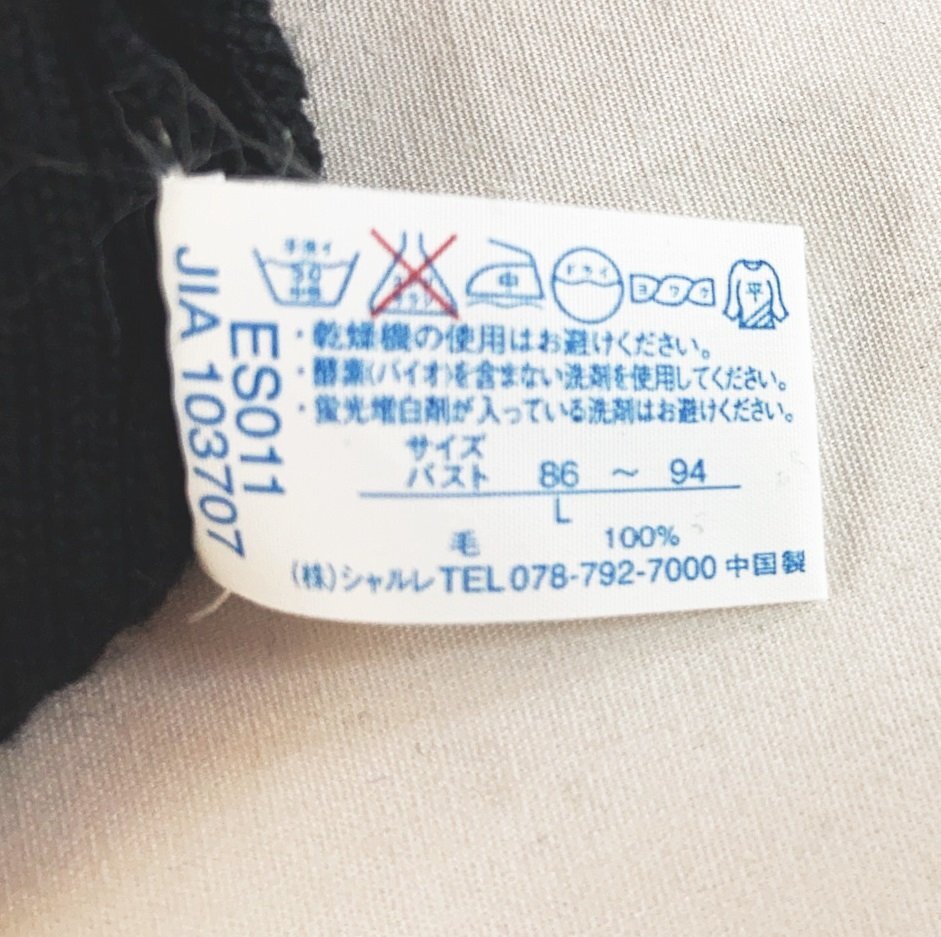 手洗イ
30
中性
エンソ
サラシ
中
ドライ
ヨワク
平
・乾燥機の使用はお避けください。
・酵素(バイオ)を含まない洗剤を使用してください。
・蛍光増白剤が入っている洗剤はお避けください。
サイズ
バスト 86 ～ 94
L
毛 100%
(株)シャルレ TEL 078-792-7000 中国製
ES011
JIA 103707